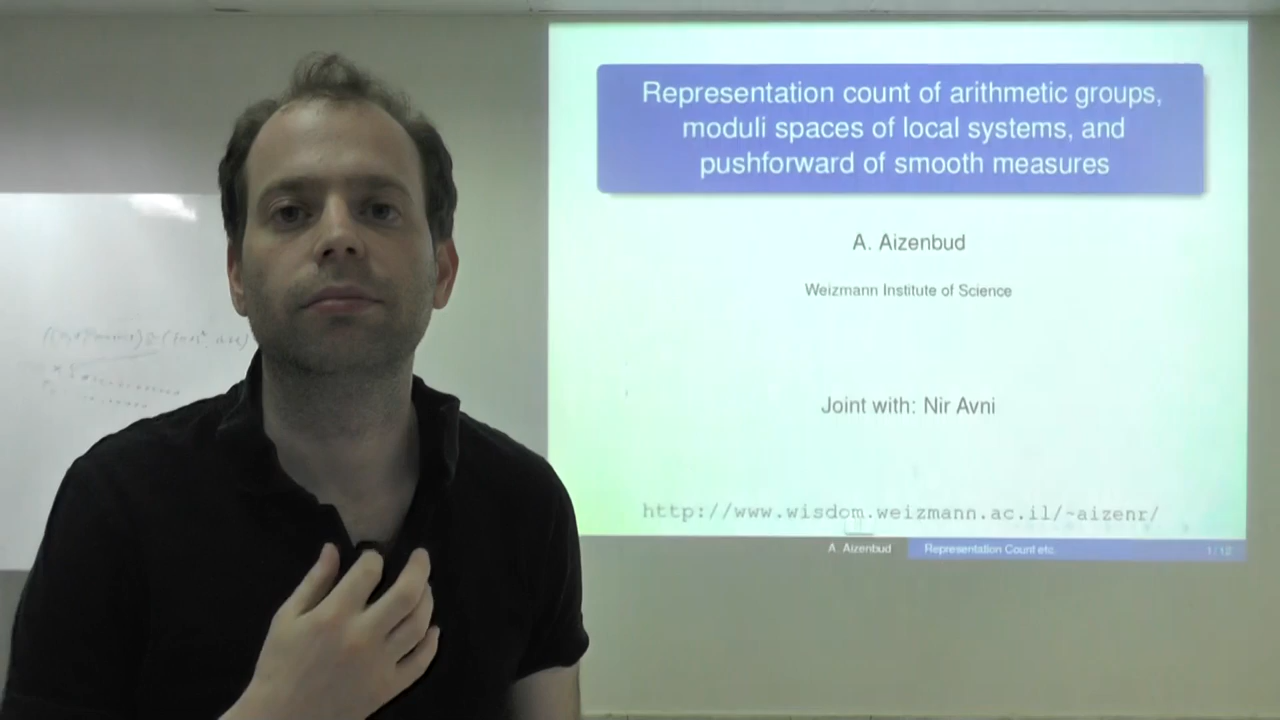 Representation count of arithmetic groups,
moduli spaces of local systems, and
pushforward of smooth measures
A. Aizenbud
Weizmann Institute of Science
Joint with: Nir Avni
http://www.wisdom.weizmann.ac.il/~aizenr/
A. Aizenbud Representation Count etc. 1 / 12